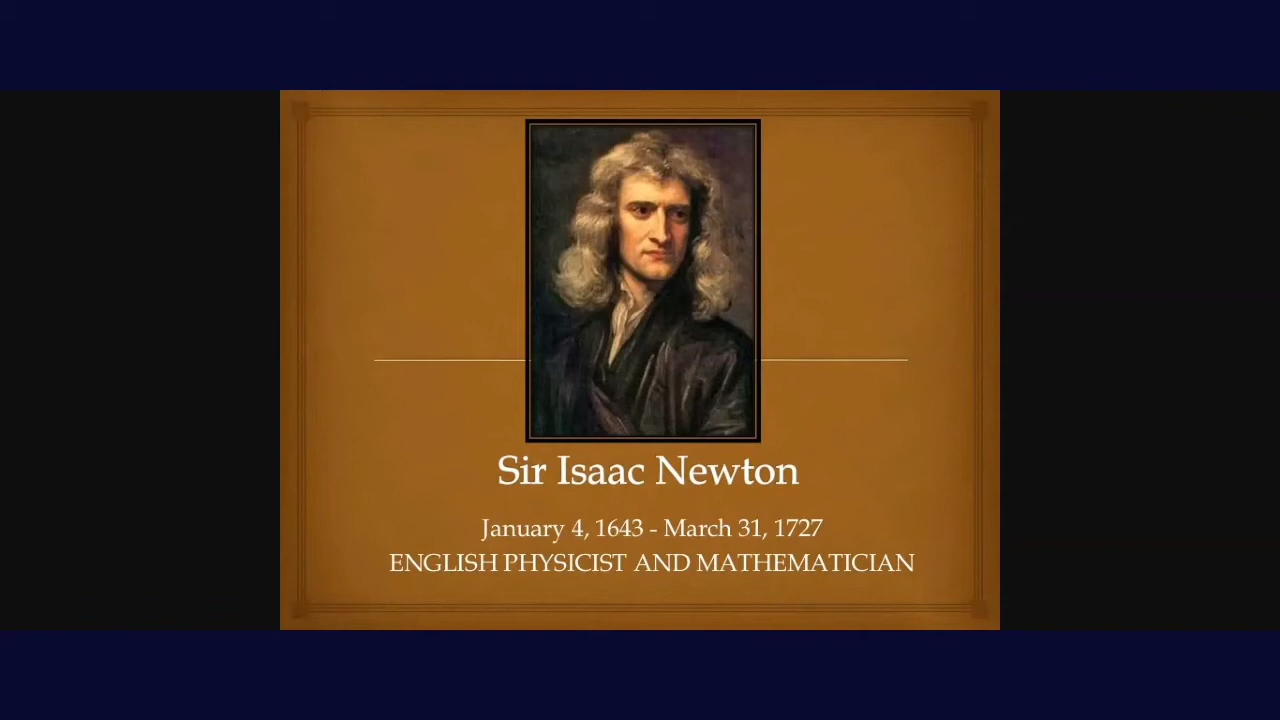 Sir Isaac Newton
January 4, 1643 - March 31, 1727
ENGLISH PHYSICIST AND MATHEMATICIAN